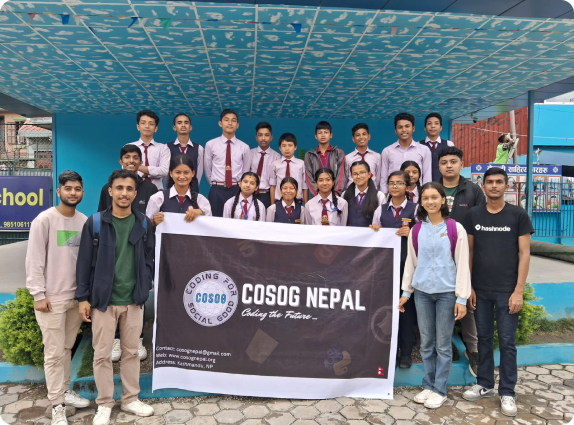 CODING FOR
COSOG
SOCIAL GOOD
COSOG NEPAL
Coding the Future ...
Contact: cosognepal@gmail.com
Web: www.cosognepal.org
Address: Kathmandu, NP
chool
hashnode